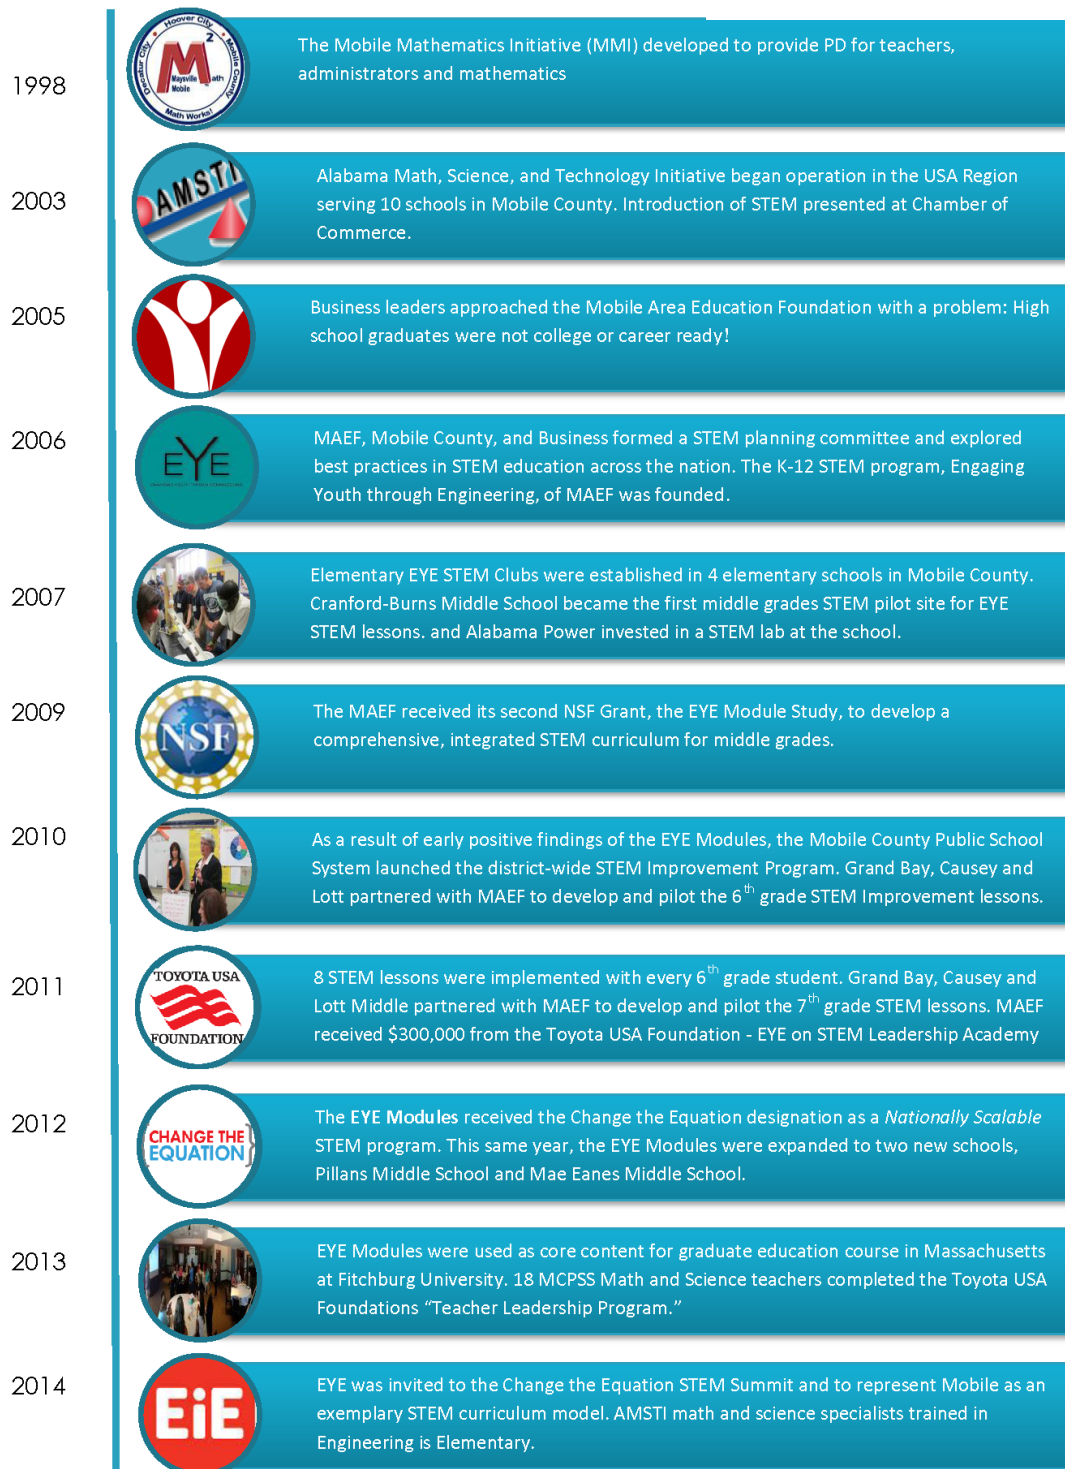 1998
Decatur City • Hoover City • Mobile County
M 2
Maysville ath
Mobile
Math Works!
The Mobile Mathematics Initiative (MMI) developed to provide PD for teachers,
administrators and mathematics
2003
AMSTI
Alabama Math, Science, and Technology Initiative began operation in the USA Region
serving 10 schools in Mobile County. Introduction of STEM presented at Chamber of
Commerce.
2005
Business leaders approached the Mobile Area Education Foundation with a problem: High
school graduates were not college or career ready!
2006
EYE
MAEF, Mobile County, and Business formed a STEM planning committee and explored
best practices in STEM education across the nation. The K-12 STEM program, Engaging
Youth through Engineering, of MAEF was founded.
2007
Elementary EYE STEM Clubs were established in 4 elementary schools in Mobile County.
Cranford-Burns Middle School became the first middle grades STEM pilot site for EYE
STEM lessons. and Alabama Power invested in a STEM lab at the school.
2009
NSF
The MAEF received its second NSF Grant, the EYE Module Study, to develop a
comprehensive, integrated STEM curriculum for middle grades.
2010
As a result of early positive findings of the EYE Modules, the Mobile County Public School
System launched the district-wide STEM Improvement Program. Grand Bay, Causey and
Lott partnered with MAEF to develop and pilot the 6th grade STEM Improvement lessons.
2011
TOYOTA USA
FOUNDATION
8 STEM lessons were implemented with every 6th grade student. Grand Bay, Causey and
Lott Middle partnered with MAEF to develop and pilot the 7th grade STEM lessons. MAEF
received $300,000 from the Toyota USA Foundation - EYE on STEM Leadership Academy
2012
CHANGE THE
EQUATION
The EYE Modules received the Change the Equation designation as a Nationally Scalable
STEM program. This same year, the EYE Modules were expanded to two new schools,
Pillans Middle School and Mae Eanes Middle School.
2013
EYE Modules were used as core content for graduate education course in Massachusetts
at Fitchburg University. 18 MCPSS Math and Science teachers completed the Toyota USA
Foundations “Teacher Leadership Program.”
2014
EiE
EYE was invited to the Change the Equation STEM Summit and to represent Mobile as an
exemplary STEM curriculum model. AMSTI math and science specialists trained in
Engineering is Elementary.